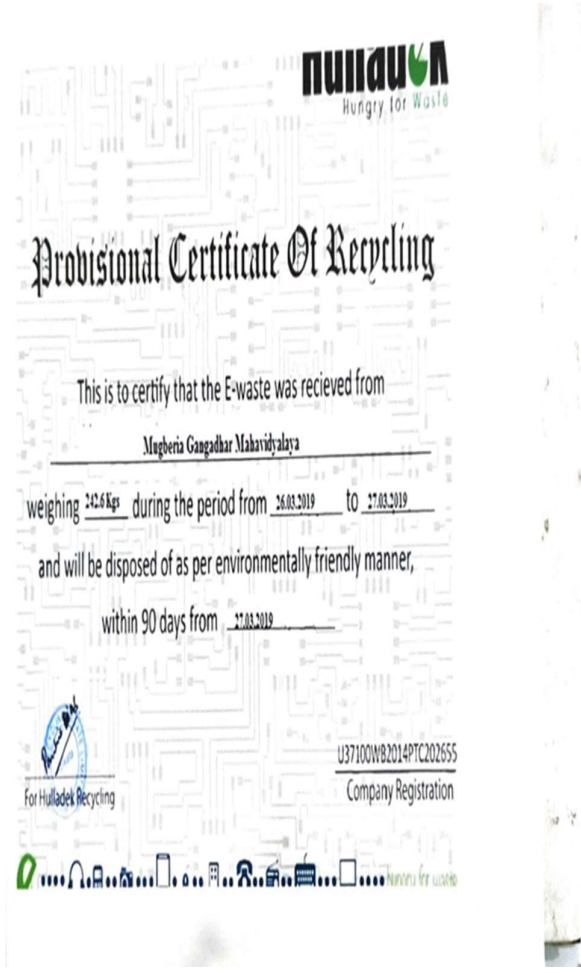 Hulladek
Hungry for Waste
Provisional Certificate Of Recycling
This is to certify that the E-waste was recieved from
Mugberia Gangadhar Mahavidyalaya
weighing 242.6 Kgs during the period from 26.03.2019 to 27.03.2019
and will be disposed of as per environmentally friendly manner,
within 90 days from 27.03.2019
U37100WB2014PTC202655
For Hulladek Recycling
Company Registration
hungry for waste